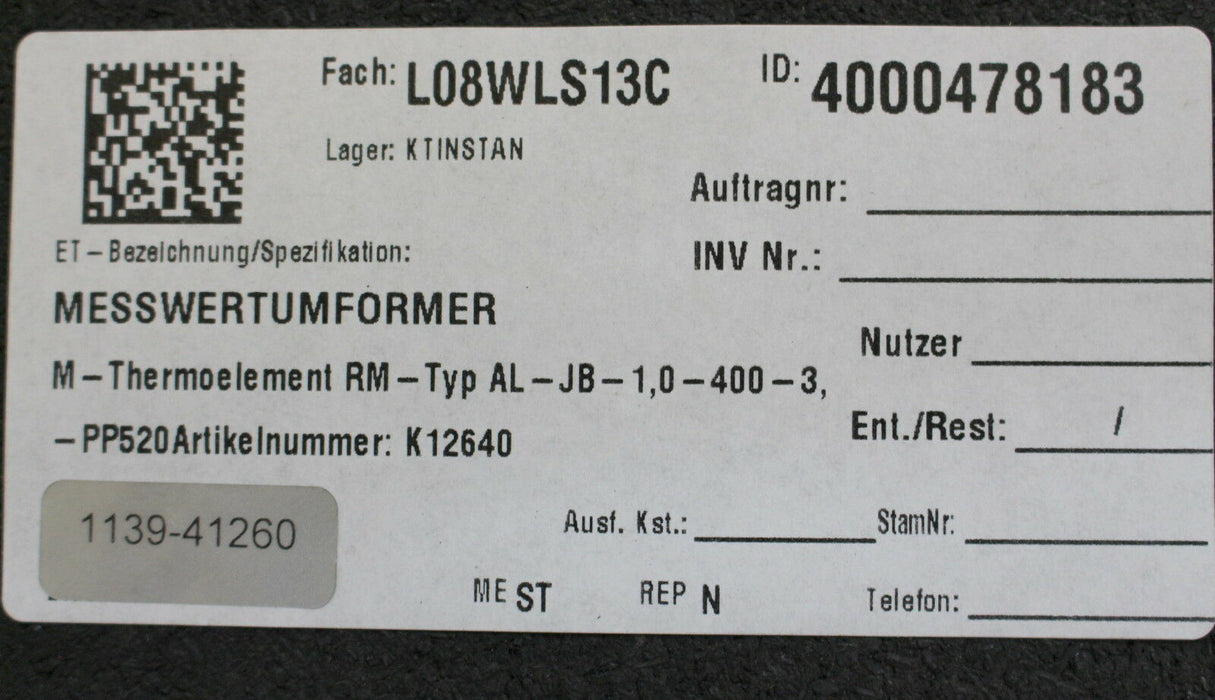 Fach: L08WLS13C
ID: 4000478183
Lager: KTINSTAN
Auftragnr:
ET-Bezeichnung/Spezifikation:
INV Nr.:
MESSWERTUMFORMER
Nutzer
M-Thermoelement RM-Typ AL-JB-1,0-400-3,
Ent./Rest: /
-PP520Artikelnummer: K12640
1139-41260
Ausf. Kst.:
StamNr:
ME ST
REP N
Telefon: